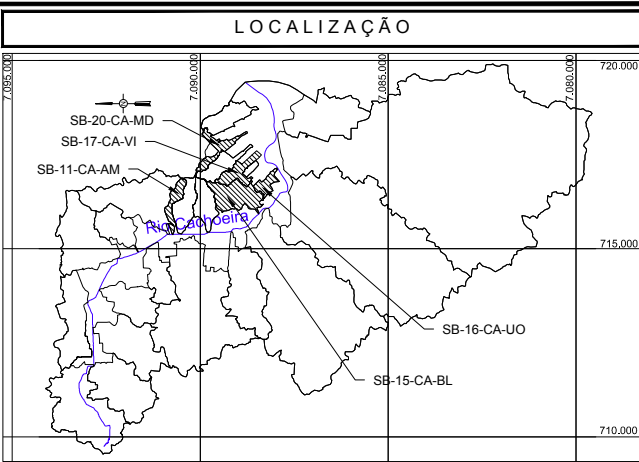 LOCALIZAÇÃO
7.095.000
7.090.000
7.085.000
7.080.000
720.000
SB-20-CA-MD
SB-17-CA-VI
SB-11-CA-AM
Rio Cachoeira
715.000
SB-16-CA-UO
SB-15-CA-BL
710.000